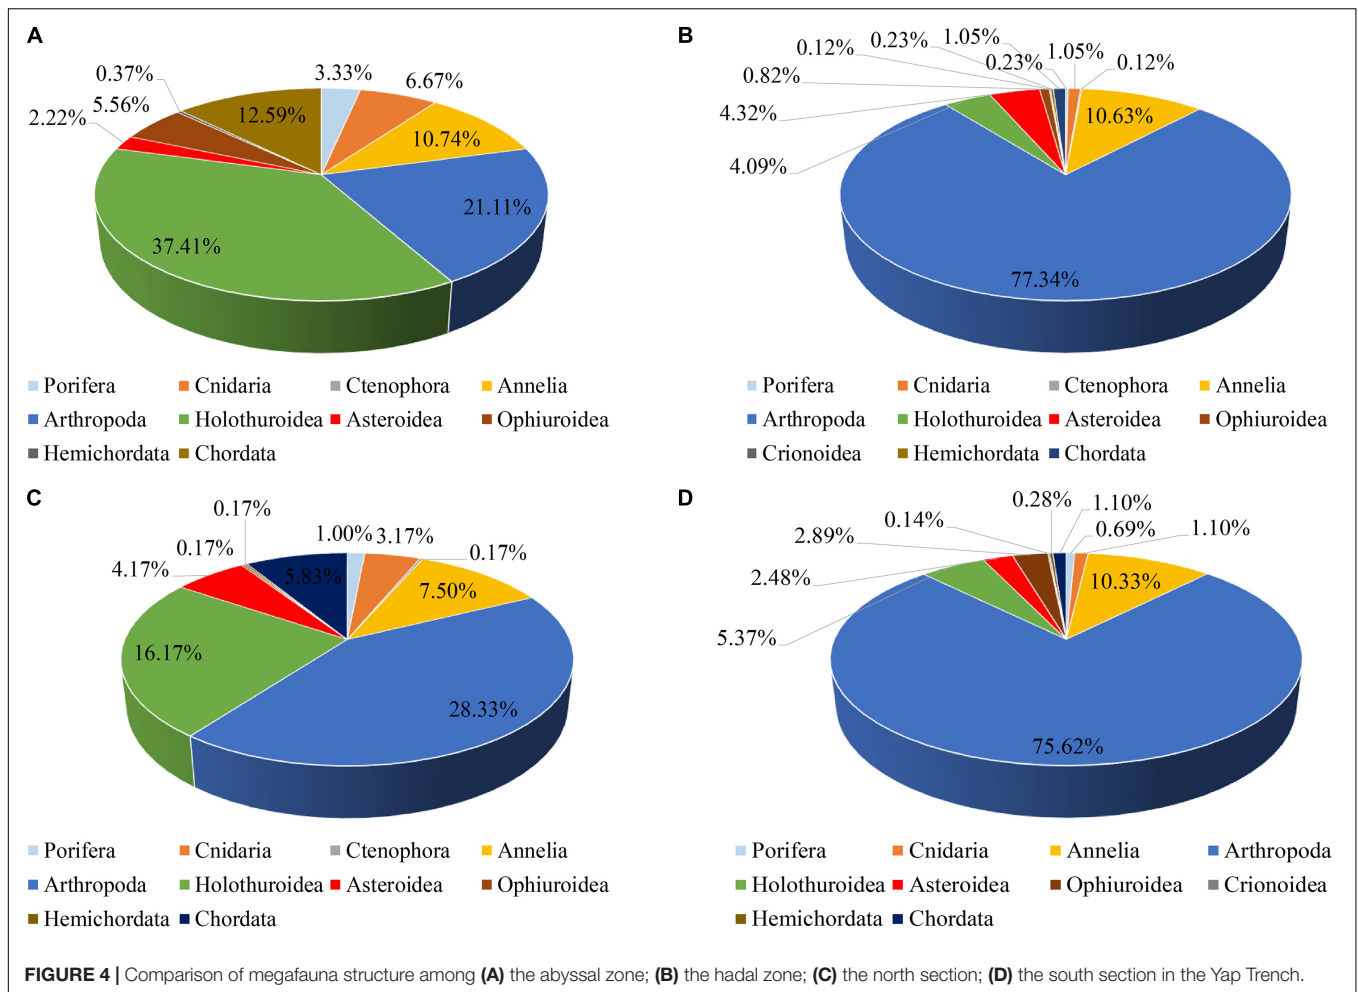 A
0.37%
3.33%
6.67%
5.56%
2.22%
12.59%
10.74%
21.11%
37.41%
Porifera Cnidaria Ctenophora Annelia
Arthropoda Holothuroidea Asteroidea Ophiuroidea
Hemichordata Chordata
B
0.12% 0.23% 1.05% 1.05%
0.82% 0.23% 0.12%
4.32%
10.63%
4.09%
77.34%
Porifera Cnidaria Ctenophora Annelia
Arthropoda Holothuroidea Asteroidea Ophiuroidea
Crionoidea Hemichordata Chordata
C
0.17%
1.00% 3.17%
0.17% 0.17%
4.17%
5.83%
7.50%
16.17%
28.33%
Porifera Cnidaria Ctenophora Annelia
Arthropoda Holothuroidea Asteroidea Ophiuroidea
Hemichordata Chordata
D
0.28% 1.10%
0.14% 0.69% 1.10%
2.89%
2.48%
10.33%
5.37%
75.62%
Porifera Cnidaria Annelia Arthropoda
Holothuroidea Asteroidea Ophiuroidea Crionoidea
Hemichordata Chordata
FIGURE 4 | Comparison of megafauna structure among (A) the abyssal zone; (B) the hadal zone; (C) the north section; (D) the south section in the Yap Trench.